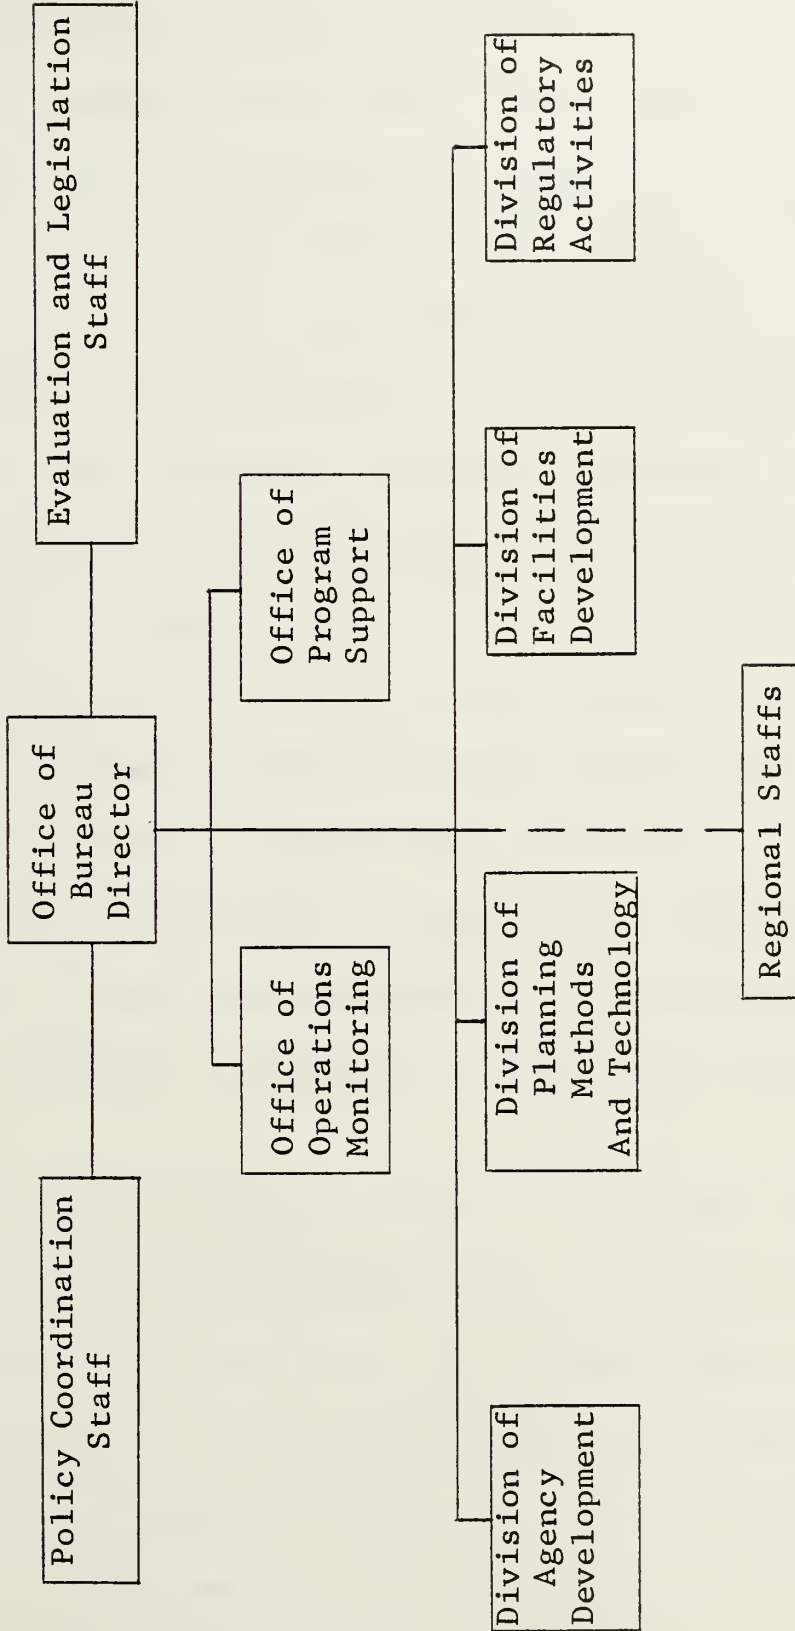 Policy Coordination
Staff
Office of
Bureau
Director
Evaluation and Legislation
Staff
Office of
Operations
Monitoring
Office of
Program
Support
Division of
Agency
Development
Division of
Planning
Methods
And Technology
Division of
Facilities
Development
Division of
Regulatory
Activities
Regional Staffs